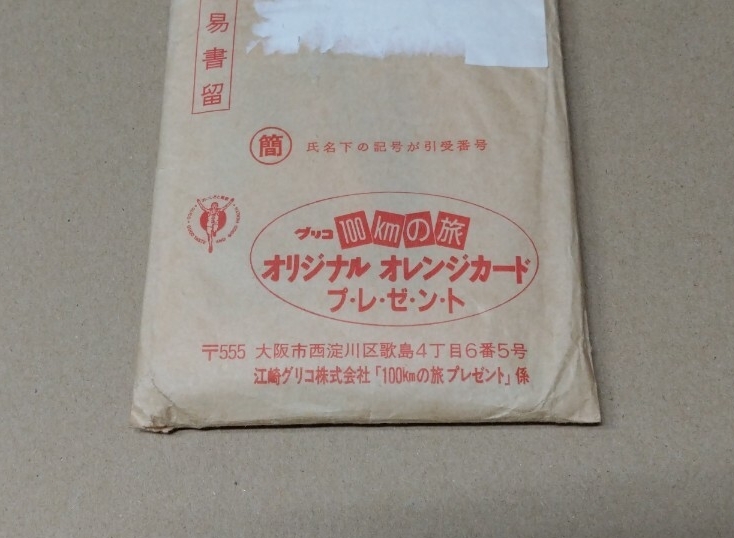 易書留
簡 氏名下の記号が引受番号
グリコ 100kmの旅
オリジナル オレンジカード
プ・レ・ゼ・ン・ト
〒555 大阪市西淀川区歌島4丁目6番5号
江崎グリコ株式会社「100kmの旅 プレゼント」係